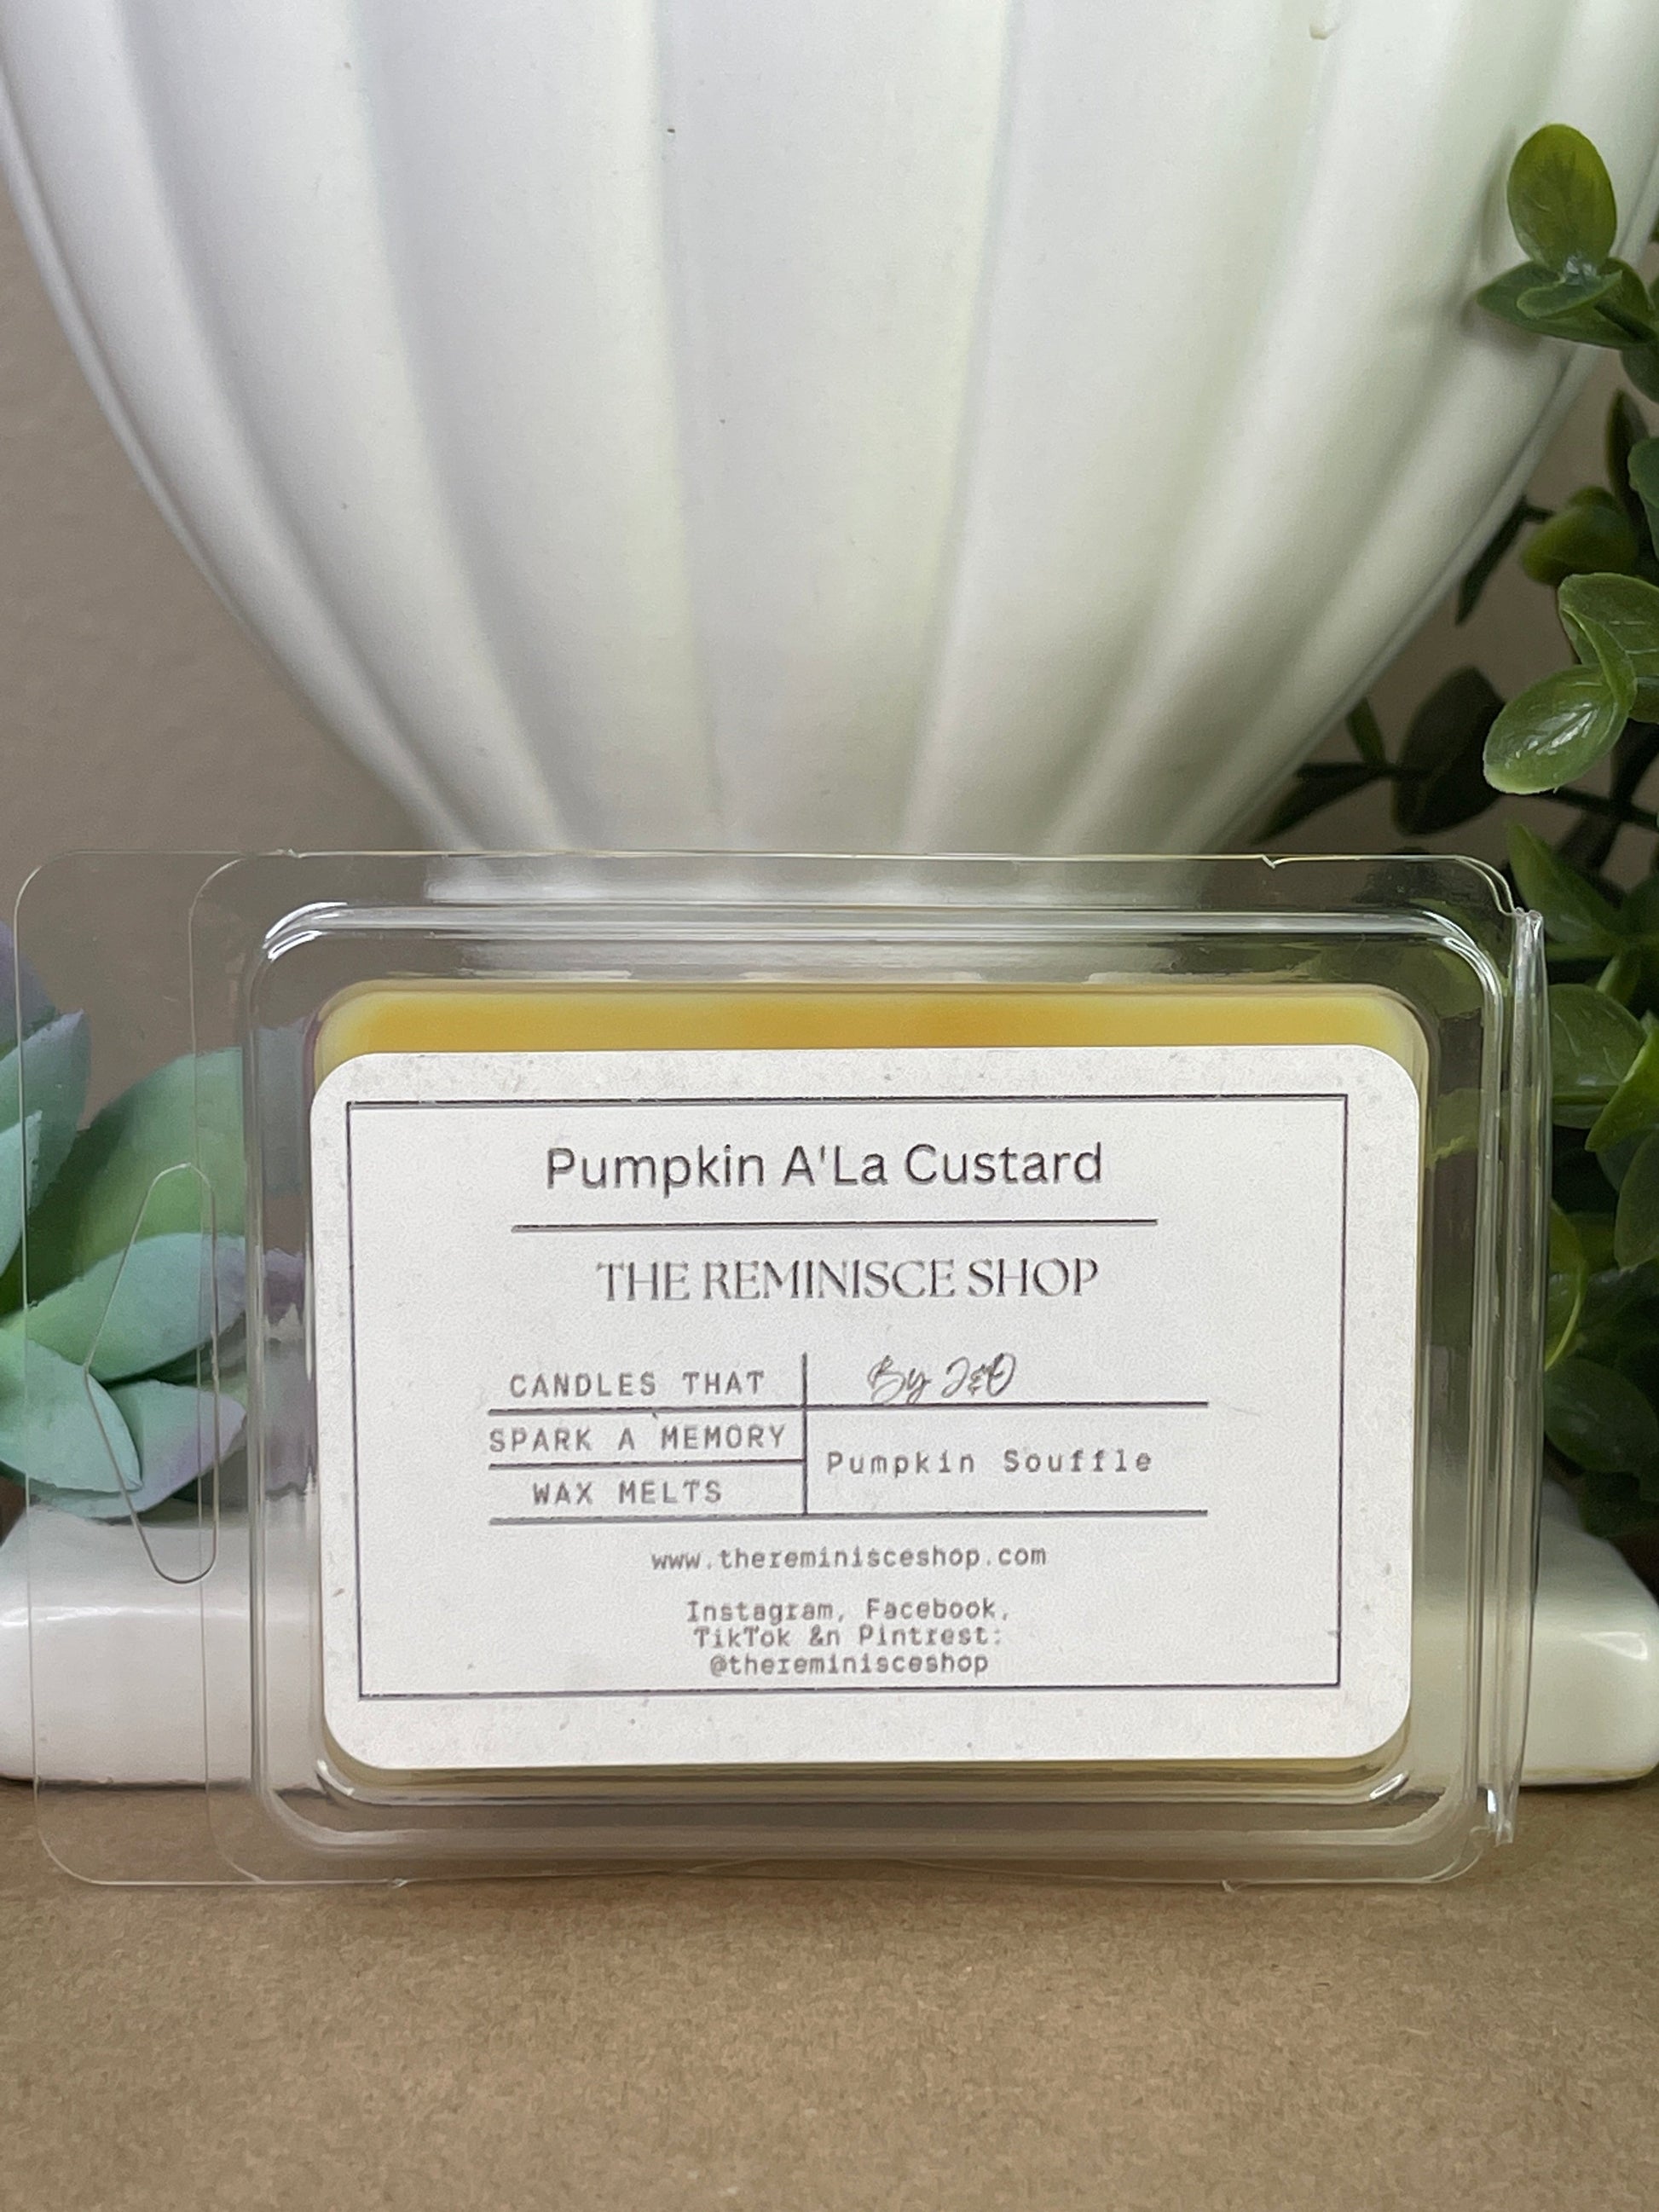 Pumpkin A'La Custard
THE REMINISCE SHOP
CANDLES THAT
By J&O
SPARK A MEMORY
Pumpkin Souffle
WAX MELTS
www.thereminisceshop.com
Instagram, Facebook,
TikTok &n Pintrest:
@thereminisceshop